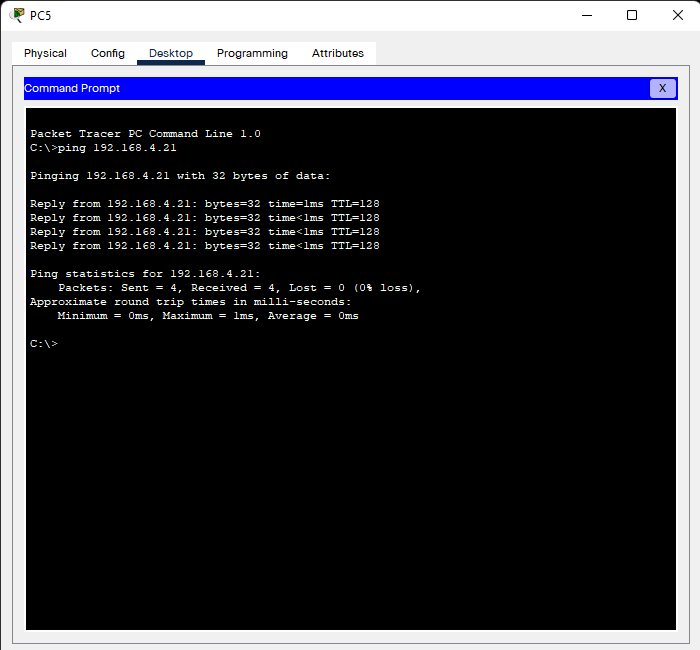 PC5
Physical Config Desktop Programming Attributes
Command Prompt X
Packet Tracer PC Command Line 1.0
C:\>ping 192.168.4.21
Pinging 192.168.4.21 with 32 bytes of data:
Reply from 192.168.4.21: bytes=32 time=1ms TTL=128
Reply from 192.168.4.21: bytes=32 time<1ms TTL=128
Reply from 192.168.4.21: bytes=32 time<1ms TTL=128
Reply from 192.168.4.21: bytes=32 time<1ms TTL=128
Ping statistics for 192.168.4.21:
Packets: Sent = 4, Received = 4, Lost = 0 (0% loss),
Approximate round trip times in milli-seconds:
Minimum = 0ms, Maximum = 1ms, Average = 0ms
C:\>